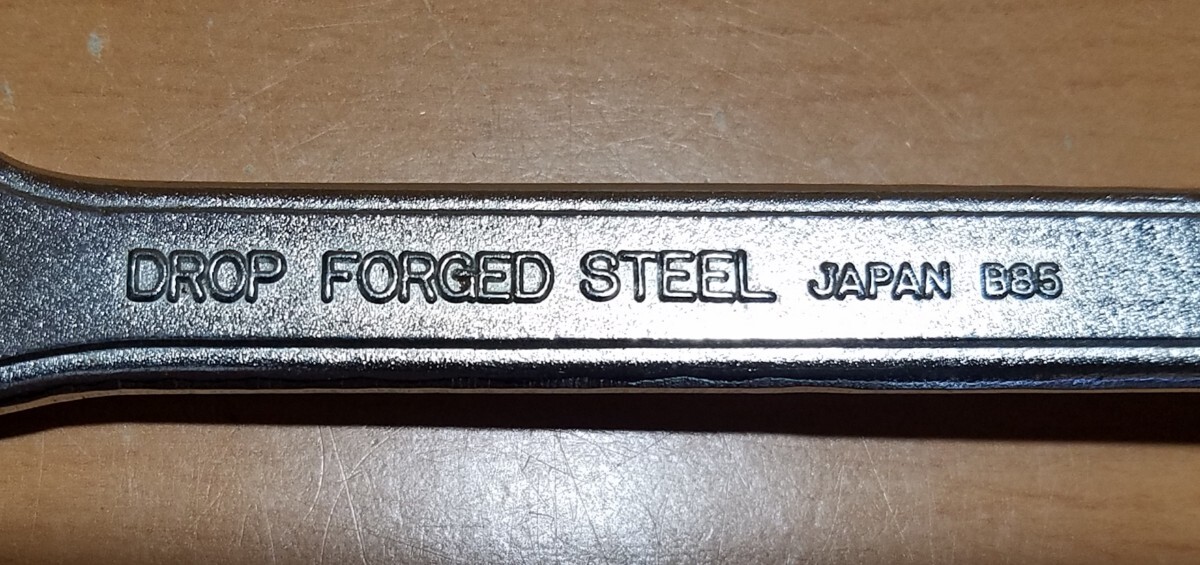 DROP FORGED STEEL JAPAN B85